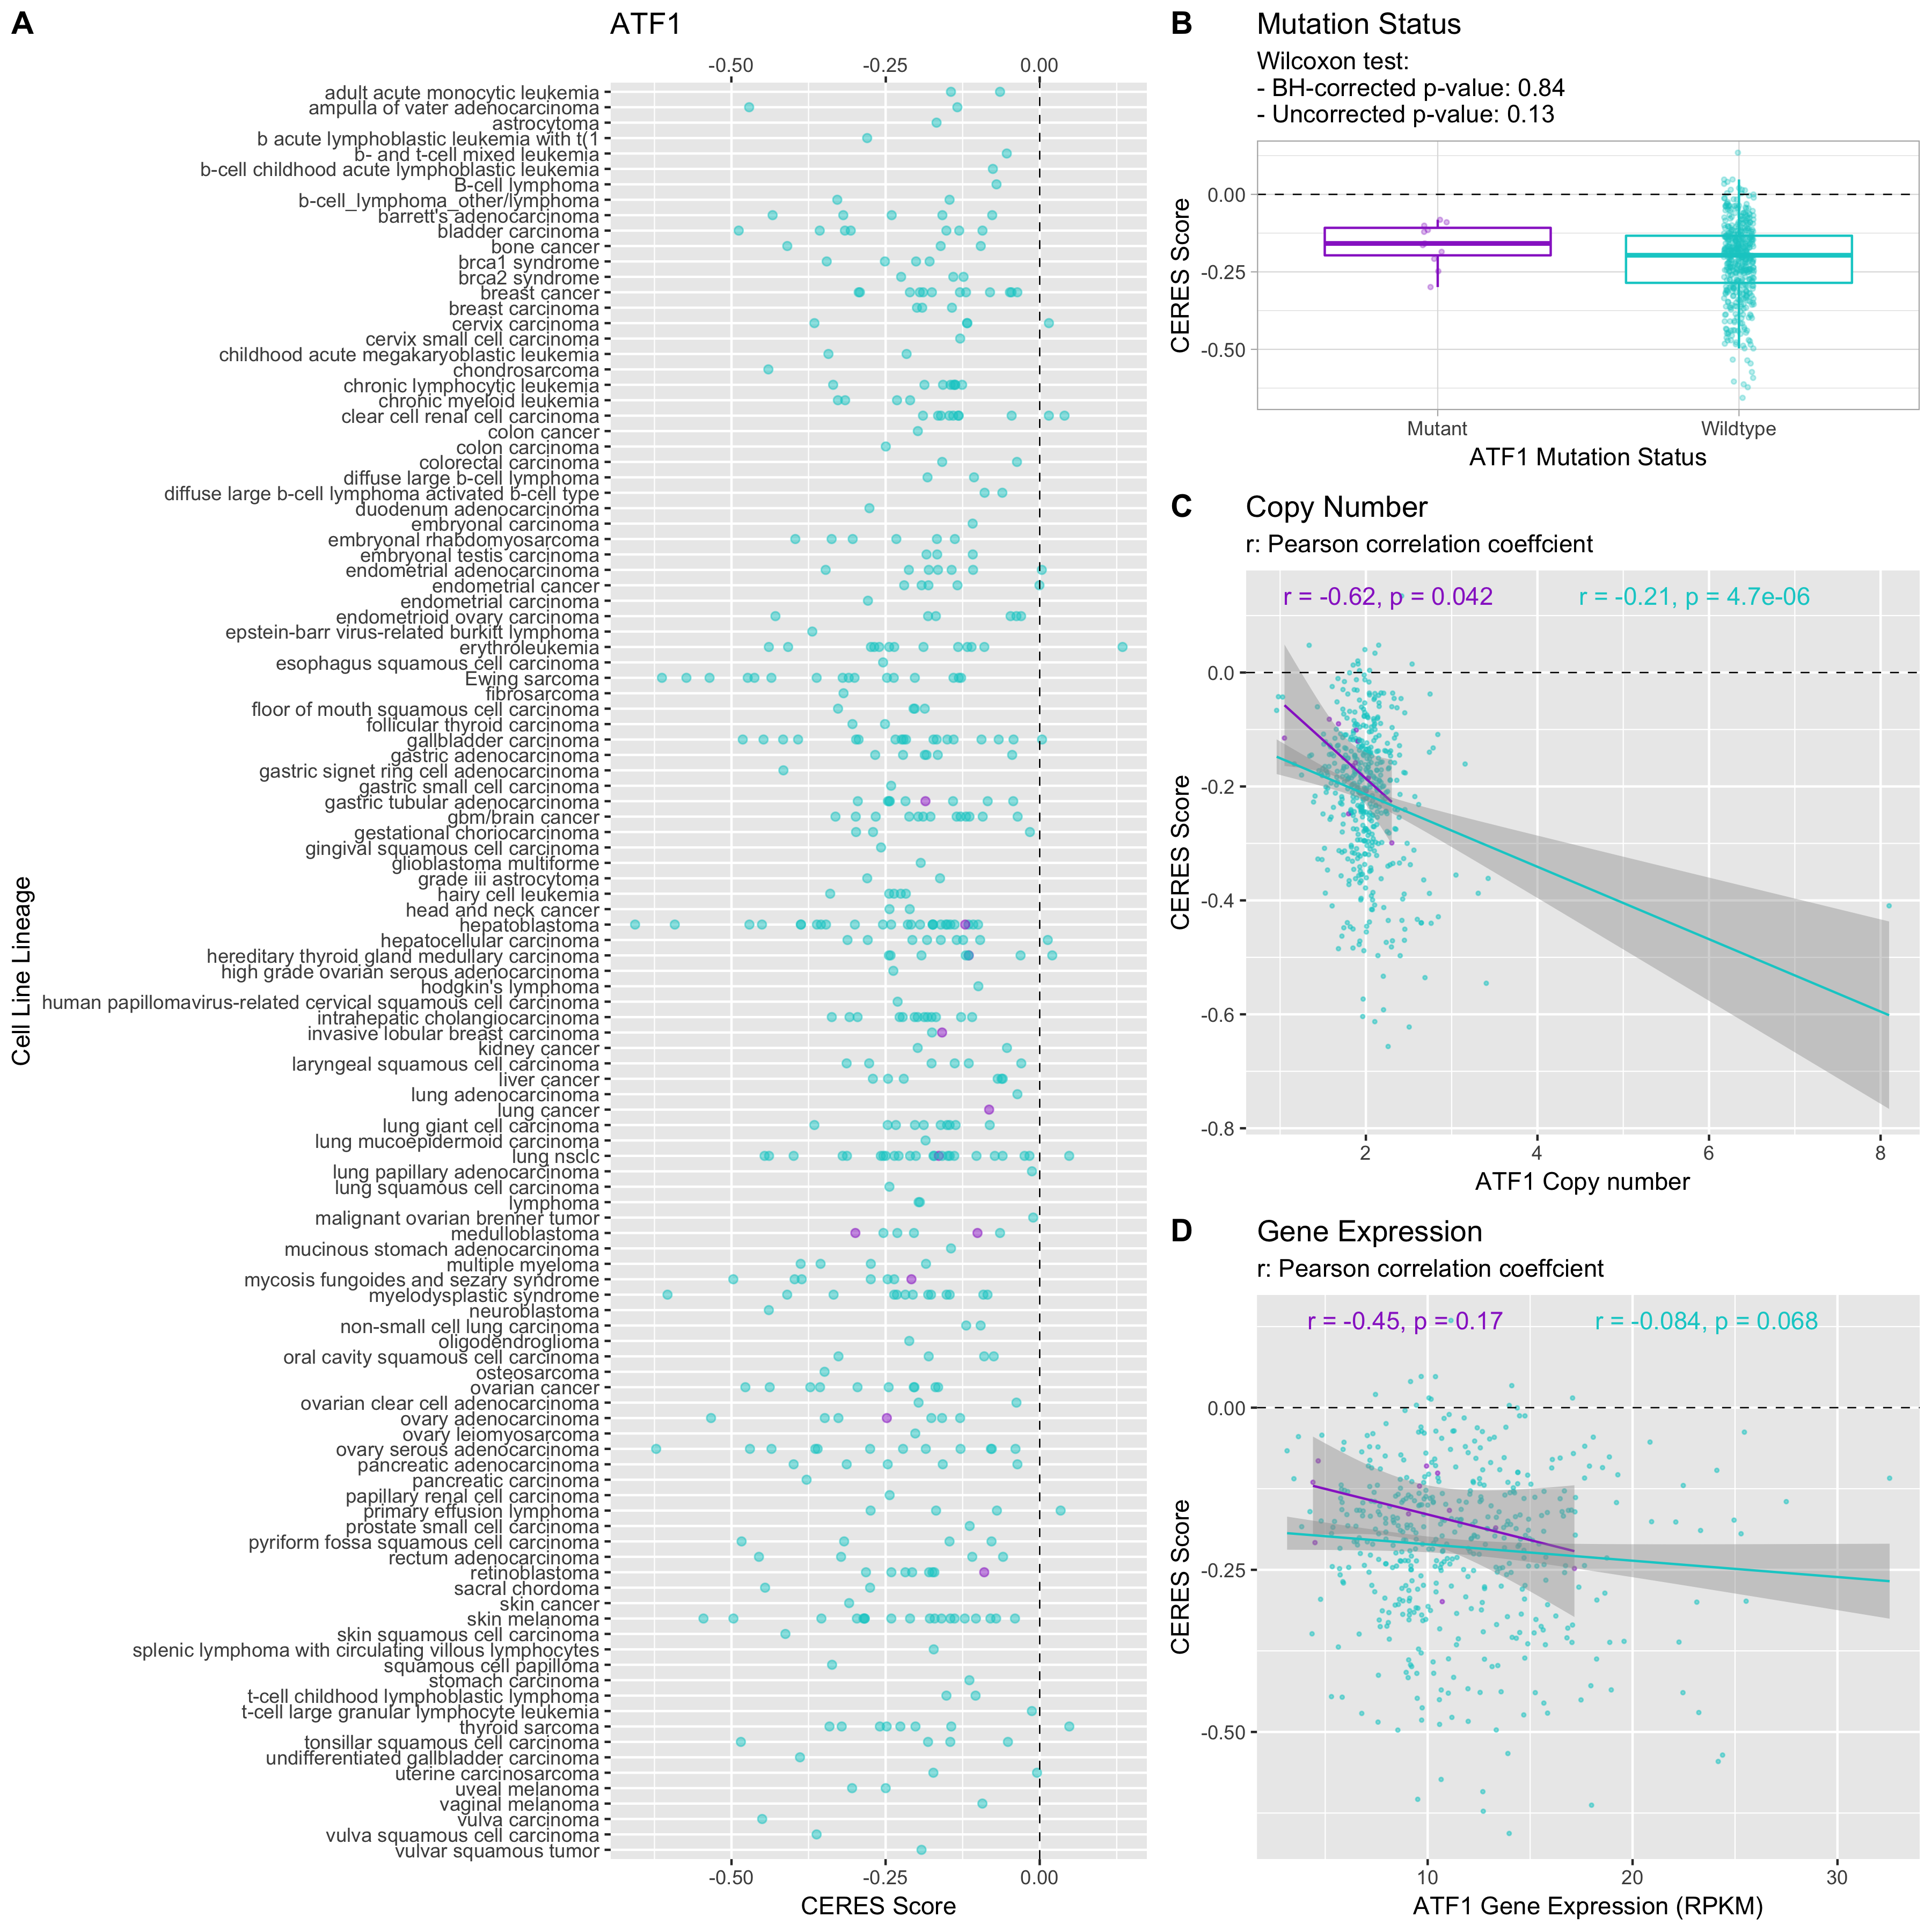 A
ATF1
-0.50 -0.25 0.00
adult acute monocytic leukemia
ampulla of vater adenocarcinoma
astrocytoma
b acute lymphoblastic leukemia with t(1
b- and t-cell mixed leukemia
b-cell childhood acute lymphoblastic leukemia
B-cell lymphoma
b-cell_lymphoma_other/lymphoma
barrett's adenocarcinoma
bladder carcinoma
bone cancer
brca1 syndrome
brca2 syndrome
breast cancer
breast carcinoma
cervix carcinoma
cervix small cell carcinoma
childhood acute megakaryoblastic leukemia
chondrosarcoma
chronic lymphocytic leukemia
chronic myeloid leukemia
clear cell renal cell carcinoma
colon cancer
colon carcinoma
colorectal carcinoma
diffuse large b-cell lymphoma
diffuse large b-cell lymphoma activated b-cell type
duodenum adenocarcinoma
embryonal carcinoma
embryonal rhabdomyosarcoma
embryonal testis carcinoma
endometrial adenocarcinoma
endometrial cancer
endometrial carcinoma
endometrioid ovary carcinoma
epstein-barr virus-related burkitt lymphoma
erythroleukemia
esophagus squamous cell carcinoma
Ewing sarcoma
fibrosarcoma
floor of mouth squamous cell carcinoma
follicular thyroid carcinoma
gallbladder carcinoma
gastric adenocarcinoma
gastric signet ring cell adenocarcinoma
gastric small cell carcinoma
gastric tubular adenocarcinoma
gbm/brain cancer
gestational choriocarcinoma
gingival squamous cell carcinoma
glioblastoma multiforme
grade iii astrocytoma
hairy cell leukemia
head and neck cancer
hepatoblastoma
hepatocellular carcinoma
hereditary thyroid gland medullary carcinoma
high grade ovarian serous adenocarcinoma
hodgkin's lymphoma
human papillomavirus-related cervical squamous cell carcinoma
intrahepatic cholangiocarcinoma
invasive lobular breast carcinoma
kidney cancer
laryngeal squamous cell carcinoma
liver cancer
lung adenocarcinoma
lung cancer
lung giant cell carcinoma
lung mucoepidermoid carcinoma
lung nsclc
lung papillary adenocarcinoma
lung squamous cell carcinoma
lymphoma
malignant ovarian brenner tumor
medulloblastoma
mucinous stomach adenocarcinoma
multiple myeloma
mycosis fungoides and sezary syndrome
myelodysplastic syndrome
neuroblastoma
non-small cell lung carcinoma
oligodendroglioma
oral cavity squamous cell carcinoma
osteosarcoma
ovarian cancer
ovarian clear cell adenocarcinoma
ovary adenocarcinoma
ovary leiomyosarcoma
ovary serous adenocarcinoma
pancreatic adenocarcinoma
pancreatic carcinoma
papillary renal cell carcinoma
primary effusion lymphoma
prostate small cell carcinoma
pyriform fossa squamous cell carcinoma
rectum adenocarcinoma
retinoblastoma
sacral chordoma
skin cancer
skin melanoma
skin squamous cell carcinoma
splenic lymphoma with circulating villous lymphocytes
squamous cell papilloma
stomach carcinoma
t-cell childhood lymphoblastic lymphoma
t-cell large granular lymphocyte leukemia
thyroid sarcoma
tonsillar squamous cell carcinoma
undifferentiated gallbladder carcinoma
uterine carcinosarcoma
uveal melanoma
vaginal melanoma
vulva carcinoma
vulva squamous cell carcinoma
vulvar squamous tumor
-0.50 -0.25 0.00
CERES Score
Cell Line Lineage
B
Mutation Status
Wilcoxon test:
- BH-corrected p-value: 0.84
- Uncorrected p-value: 0.13
0.00
-0.25
-0.50
CERES Score
Mutant Wildtype
ATF1 Mutation Status
C
Copy Number
r: Pearson correlation coeffcient
r = -0.62, p = 0.042 r = -0.21, p = 4.7e-06
0.0
-0.2
-0.4
-0.6
-0.8
CERES Score
2 4 6 8
ATF1 Copy number
D
Gene Expression
r: Pearson correlation coeffcient
r = -0.45, p = 0.17 r = -0.084, p = 0.068
0.00
-0.25
-0.50
CERES Score
10 20 30
ATF1 Gene Expression (RPKM)